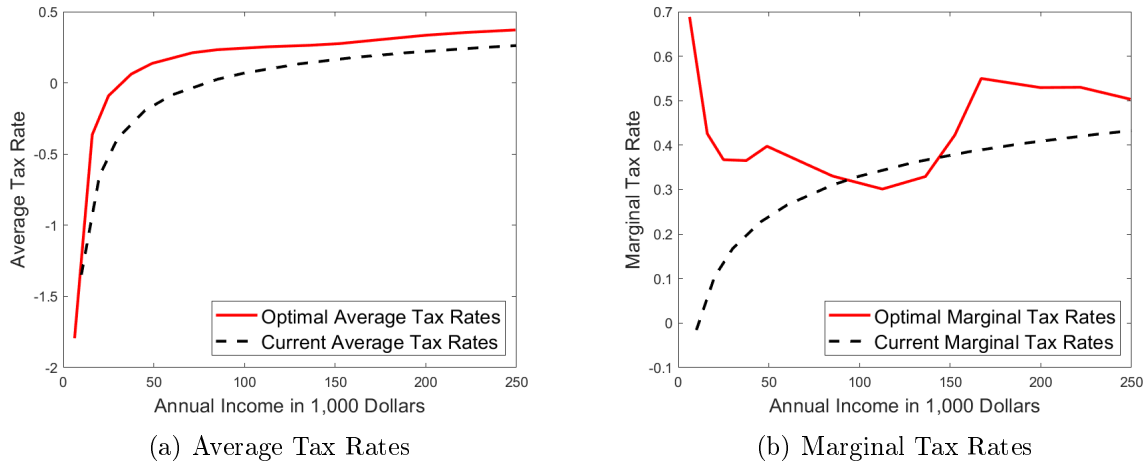 0.5
0
-0.5
-1
-1.5
-2
Average Tax Rate
Optimal Average Tax Rates
Current Average Tax Rates
0 50 100 150 200 250
Annual Income in 1,000 Dollars
(a) Average Tax Rates
0.7
0.6
0.5
0.4
0.3
0.2
0.1
0
-0.1
Marginal Tax Rate
Optimal Marginal Tax Rates
Current Marginal Tax Rates
0 50 100 150 200 250
Annual Income in 1,000 Dollars
(b) Marginal Tax Rates